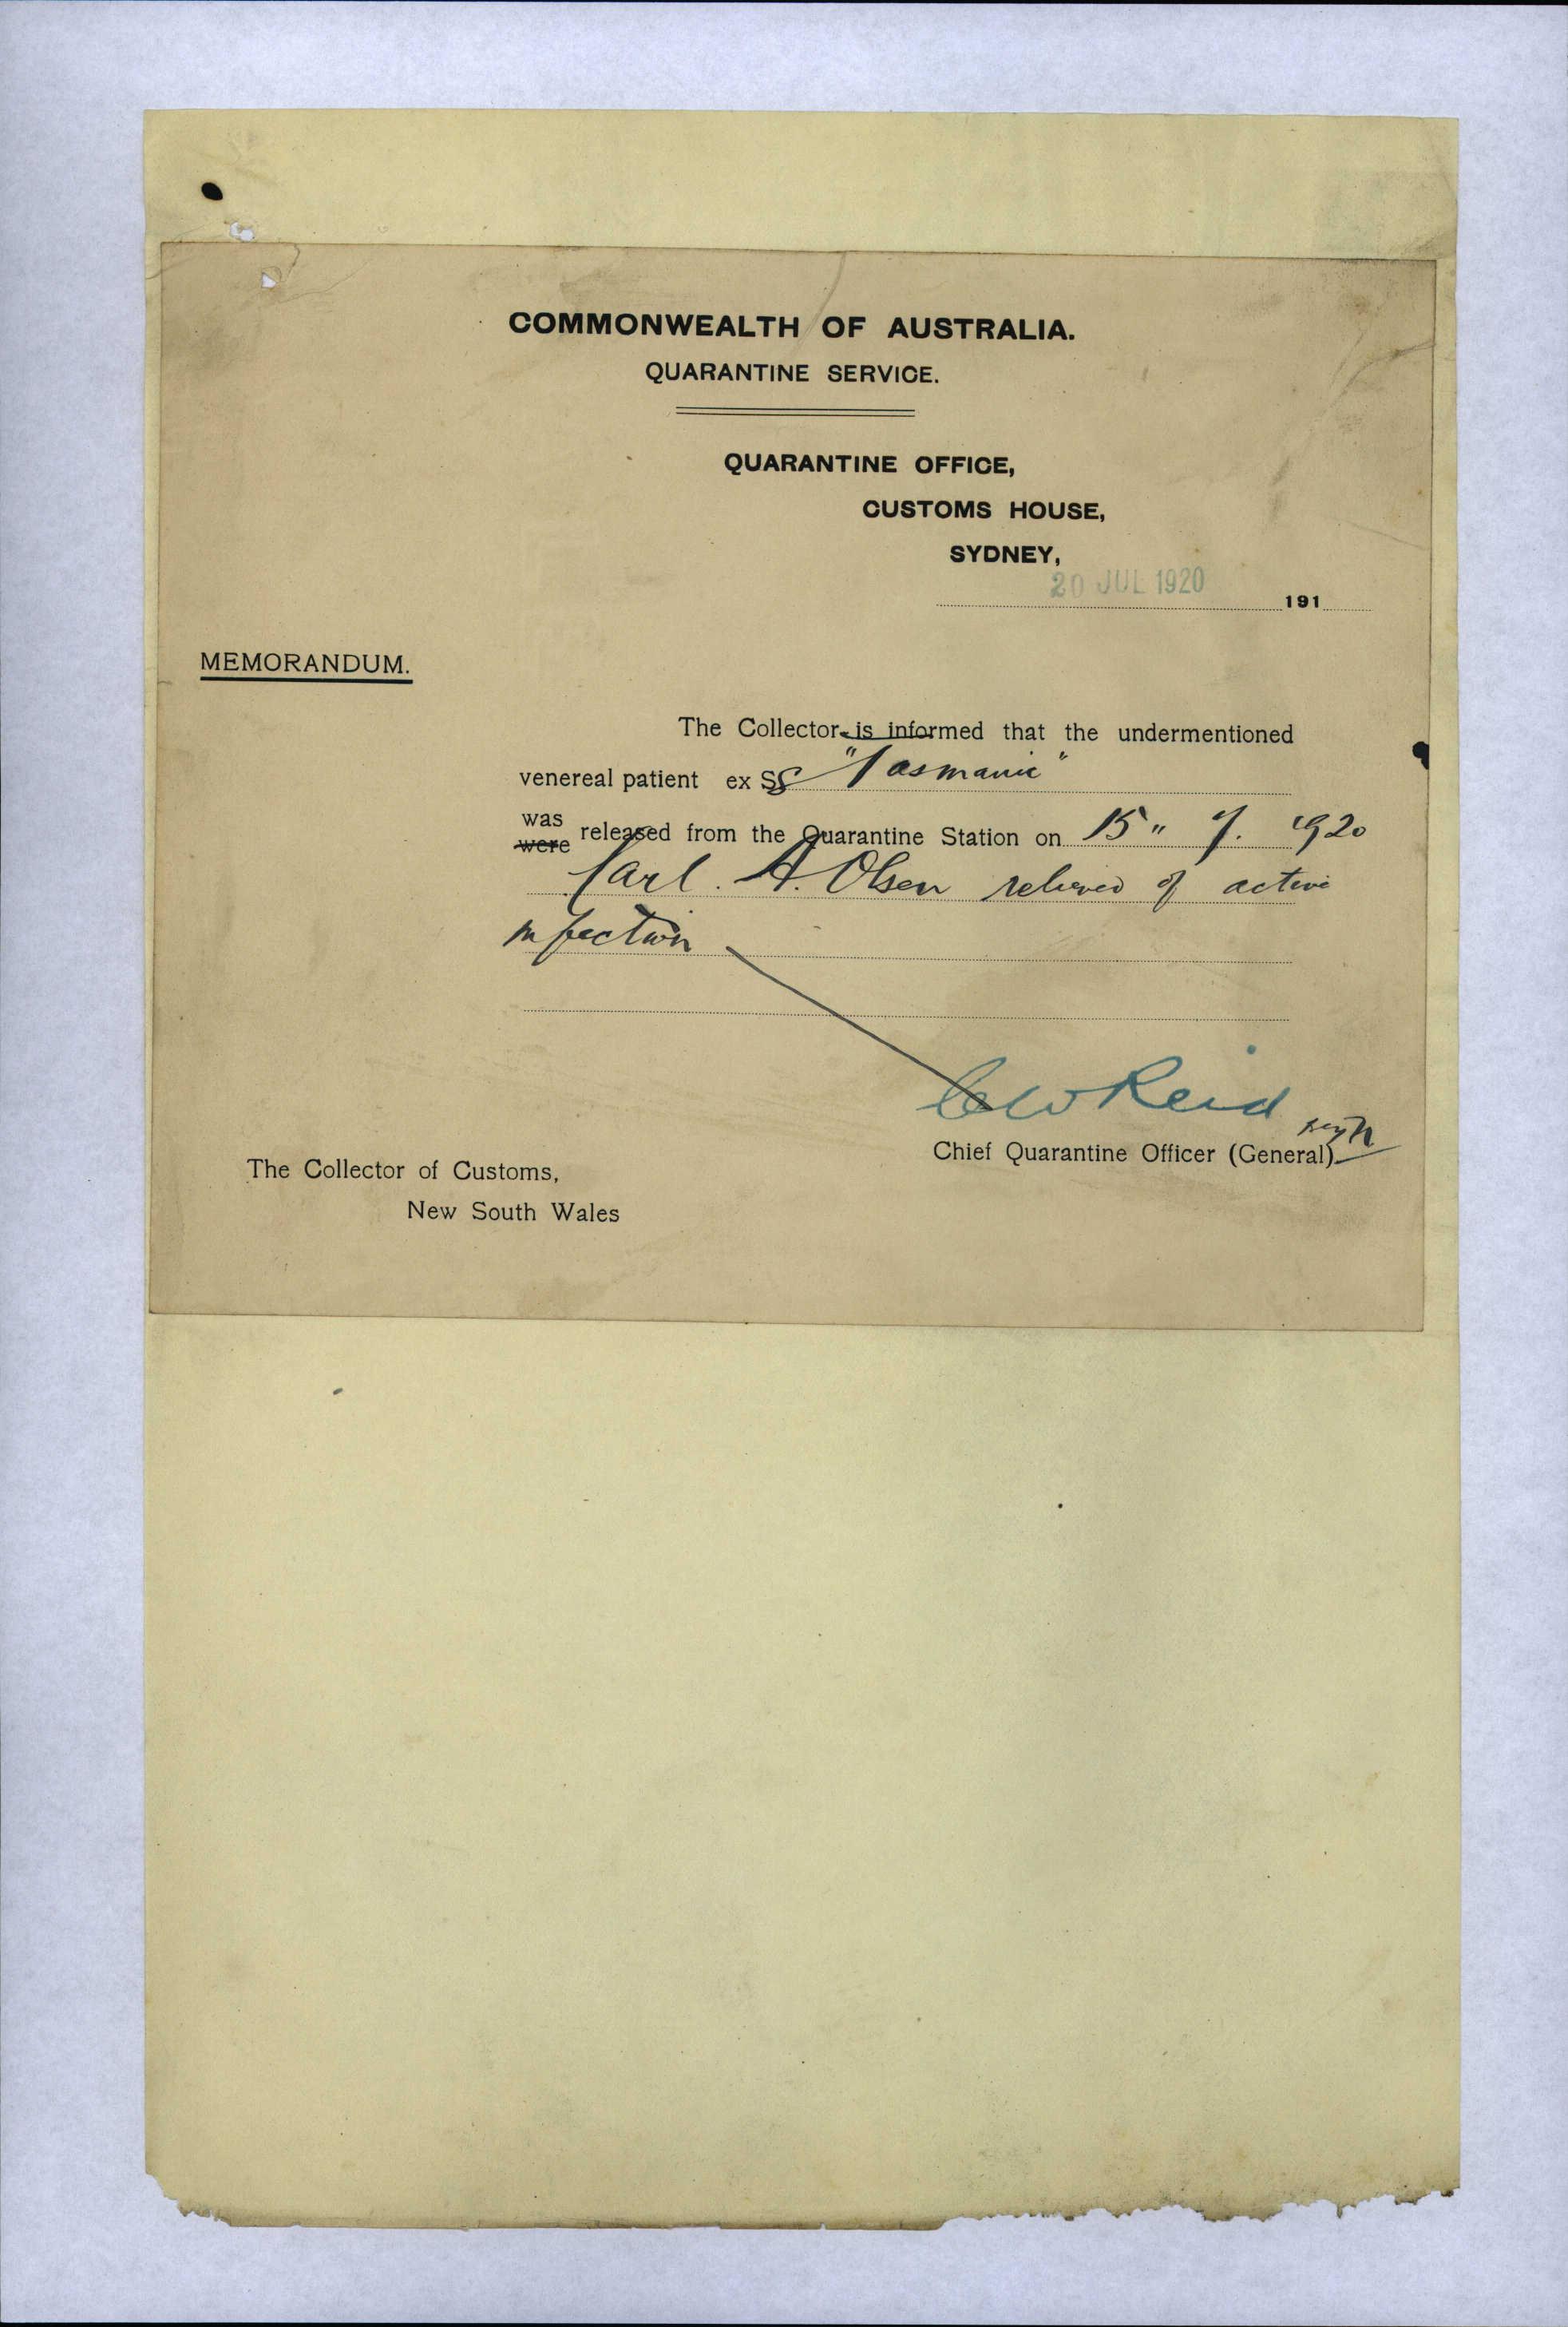 COMMONWEALTH OF AUSTRALIA.
QUARANTINE SERVICE.
QUARANTINE OFFICE,
CUSTOMS HOUSE,
SYDNEY,
20 JUL 1920
191
MEMORANDUM.
The Collector is informed that the undermentioned
venereal patient ex SS "Tasmanic"
was
were released from the Quarantine Station on 15" 7. 1920
Carl. A. Olsen relieved of active
infection
CW Reid
Chief Quarantine Officer (General)
The Collector of Customs,
New South Wales